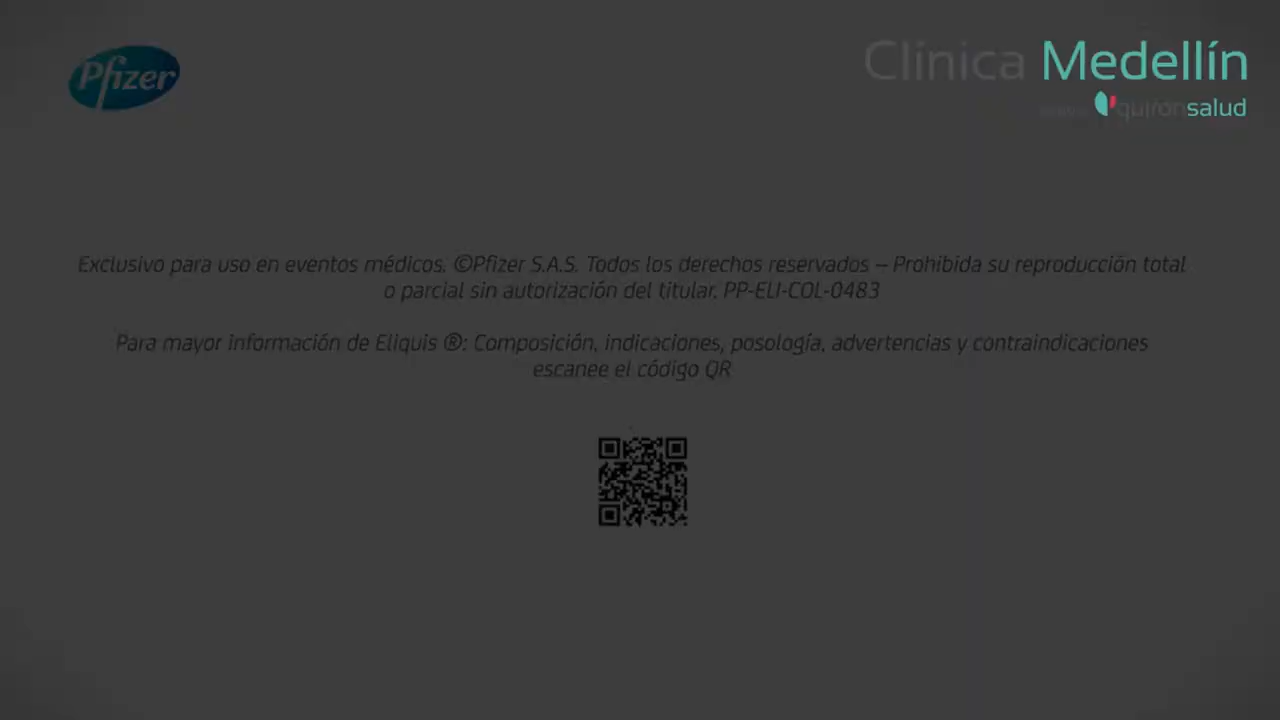 Pfizer
Clínica Medellín
quirónsalud
Exclusivo para uso en eventos médicos. ©Pfizer S.A.S. Todos los derechos reservados – Prohibida su reproducción total
o parcial sin autorización del titular. PP-ELI-COL-0483
Para mayor información de Eliquis ®: Composición, indicaciones, posología, advertencias y contraindicaciones
escanee el código QR